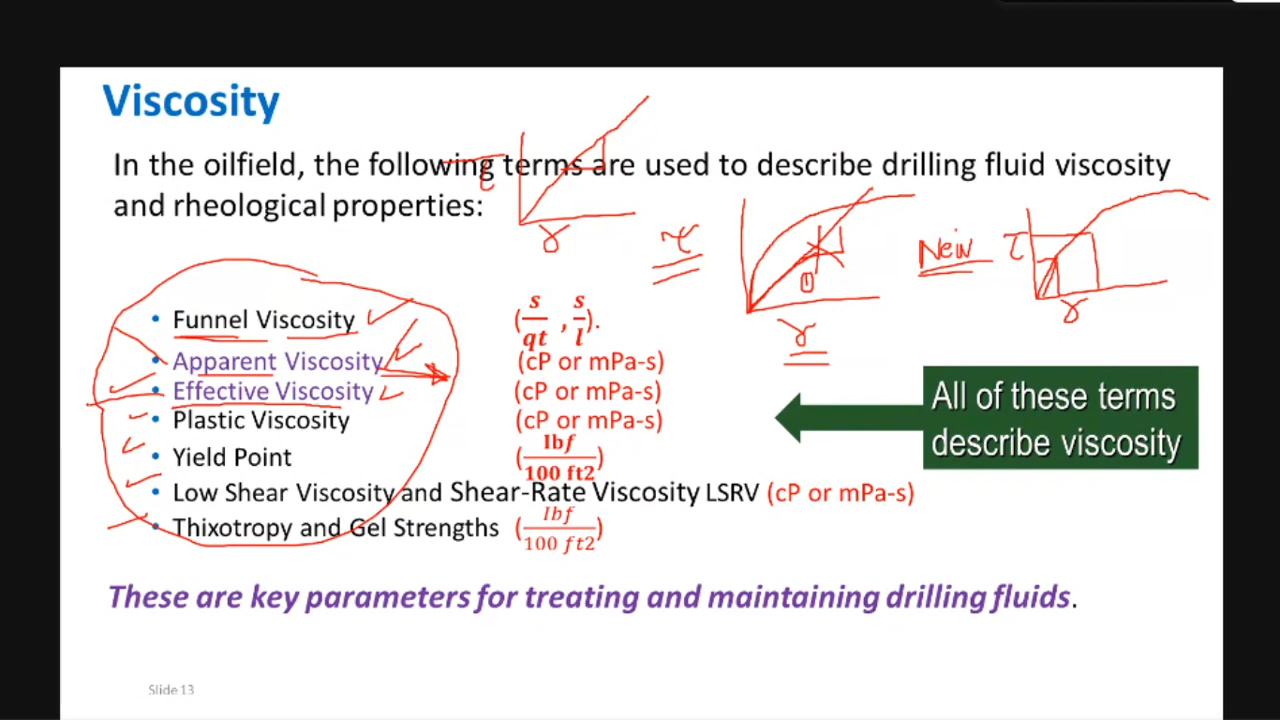 Viscosity
In the oilfield, the following terms are used to describe drilling fluid viscosity
and rheological properties:
τ
γ
τ
γ
New
τ
γ
• Funnel Viscosity (s/qt , s/l).
• Apparent Viscosity (cP or mPa-s)
• Effective Viscosity (cP or mPa-s)
• Plastic Viscosity (cP or mPa-s)
• Yield Point (Ibf/100 ft2)
• Low Shear Viscosity and Shear-Rate Viscosity LSRV (cP or mPa-s)
• Thixotropy and Gel Strengths (Ibf/100 ft2)
All of these terms
describe viscosity
These are key parameters for treating and maintaining drilling fluids.
Slide 13